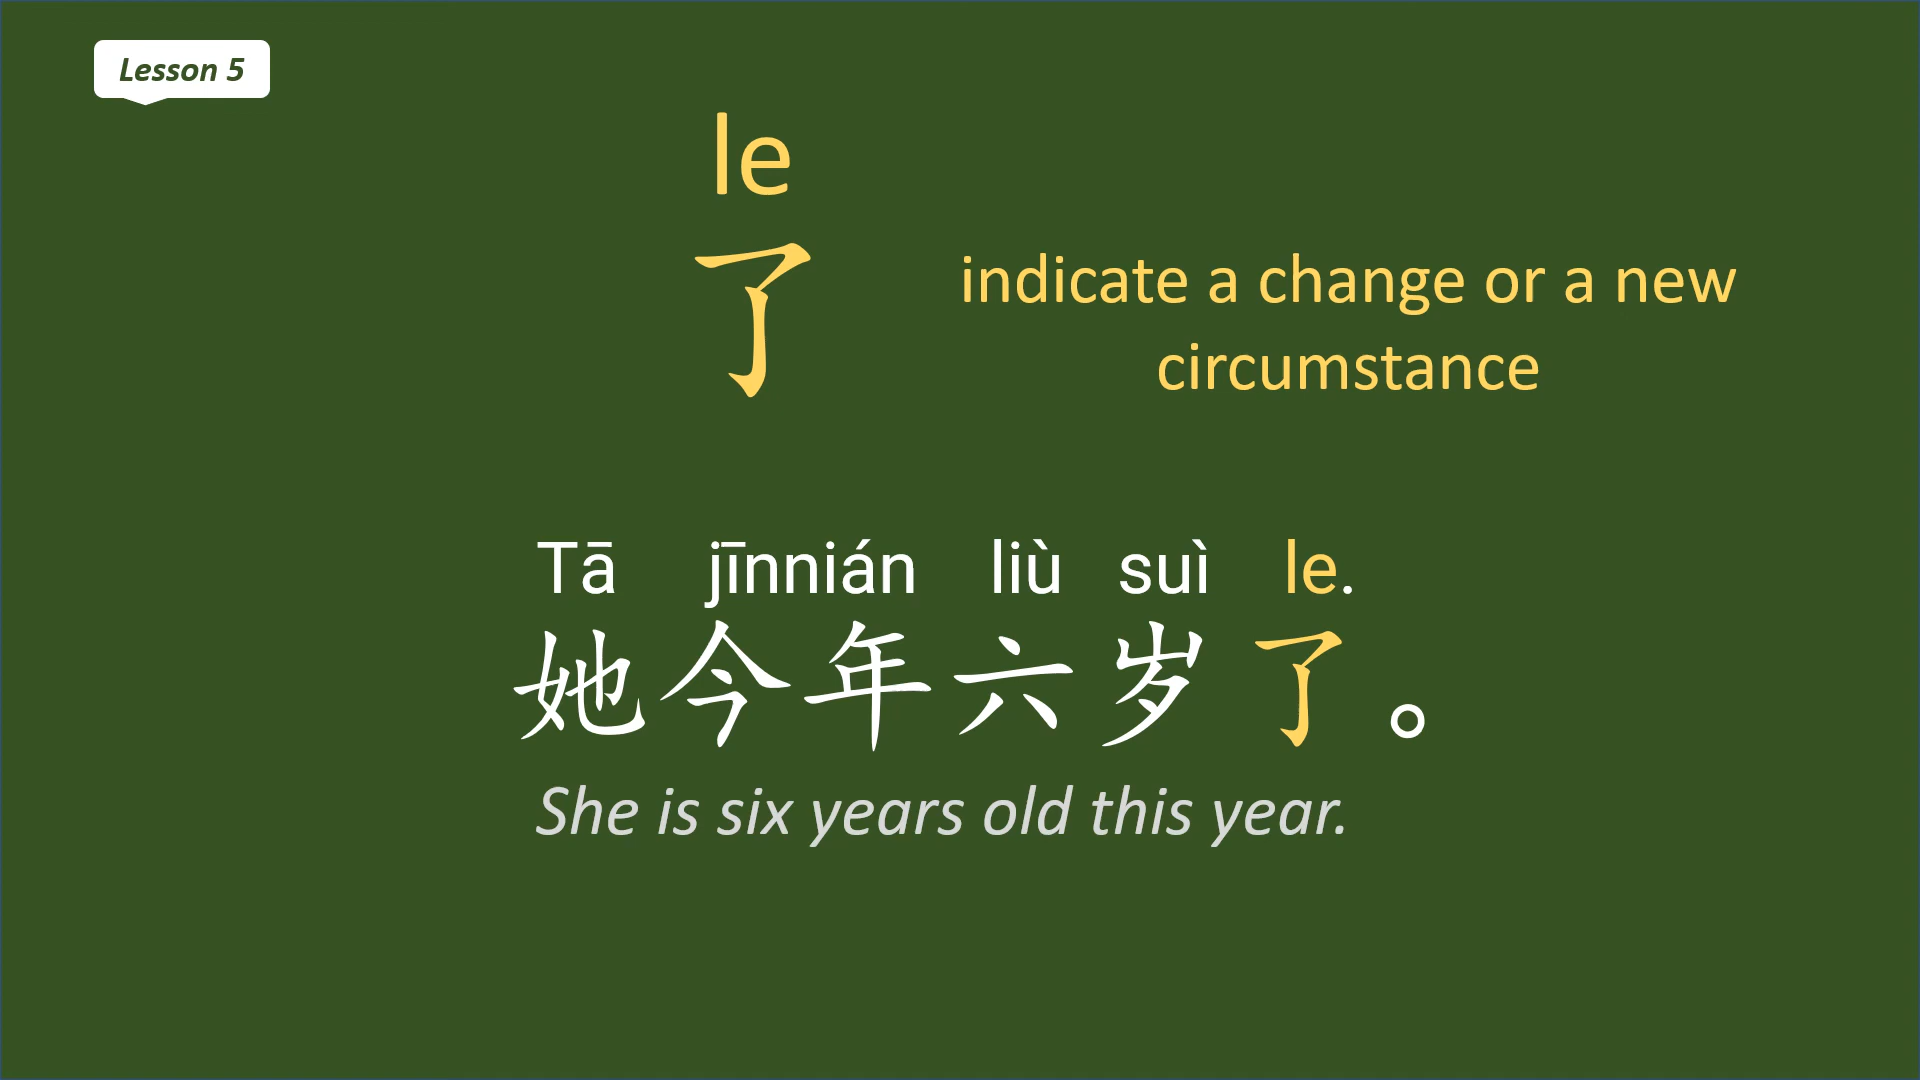 Lesson 5
le
了
indicate a change or a new
circumstance
Tā jīnnián liù suì le.
她今年六岁了。
She is six years old this year.